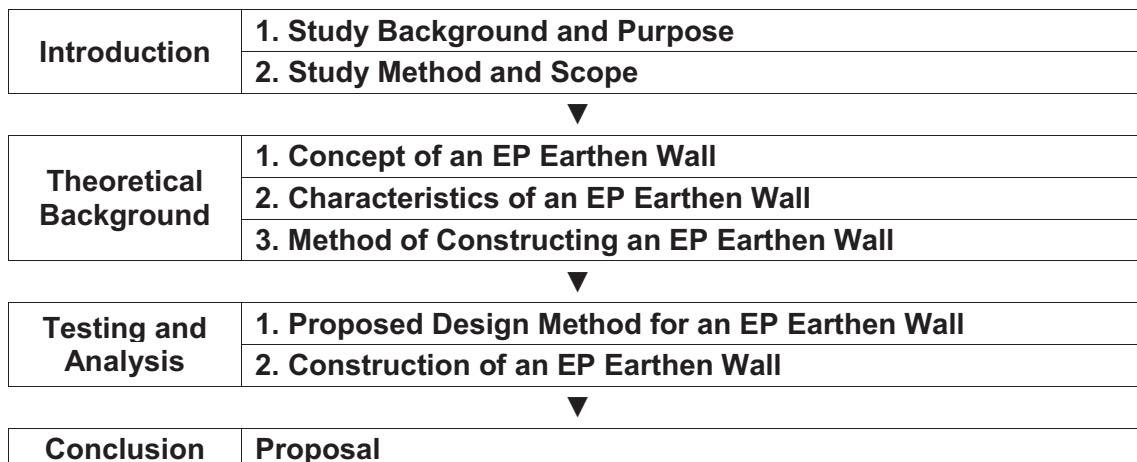 Introduction
1. Study Background and Purpose
2. Study Method and Scope
▼
Theoretical
Background
1. Concept of an EP Earthen Wall
2. Characteristics of an EP Earthen Wall
3. Method of Constructing an EP Earthen Wall
▼
Testing and
Analysis
1. Proposed Design Method for an EP Earthen Wall
2. Construction of an EP Earthen Wall
▼
Conclusion
Proposal